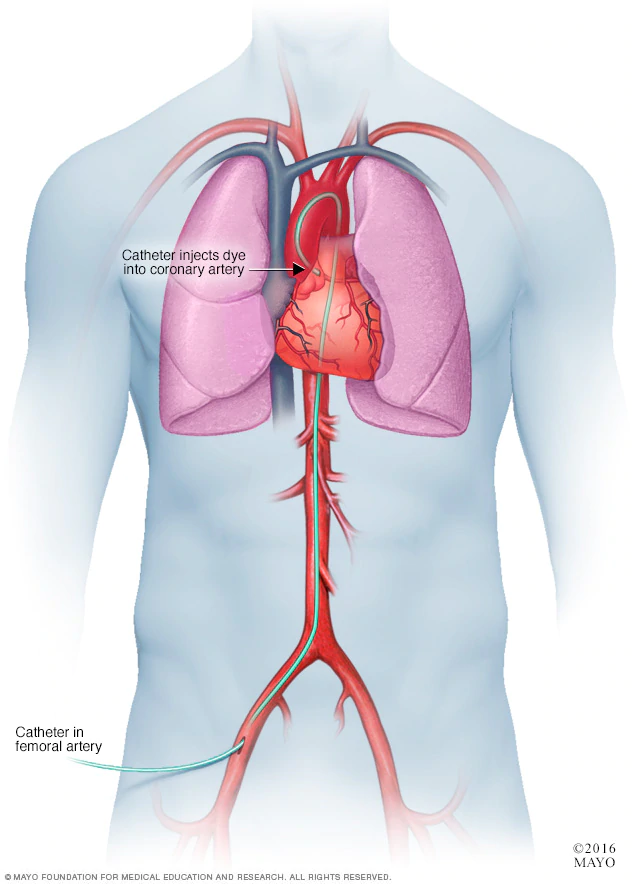 Catheter injects dye
into coronary artery
Catheter in
femoral artery
©2016
MAYO
© MAYO FOUNDATION FOR MEDICAL EDUCATION AND RESEARCH. ALL RIGHTS RESERVED.